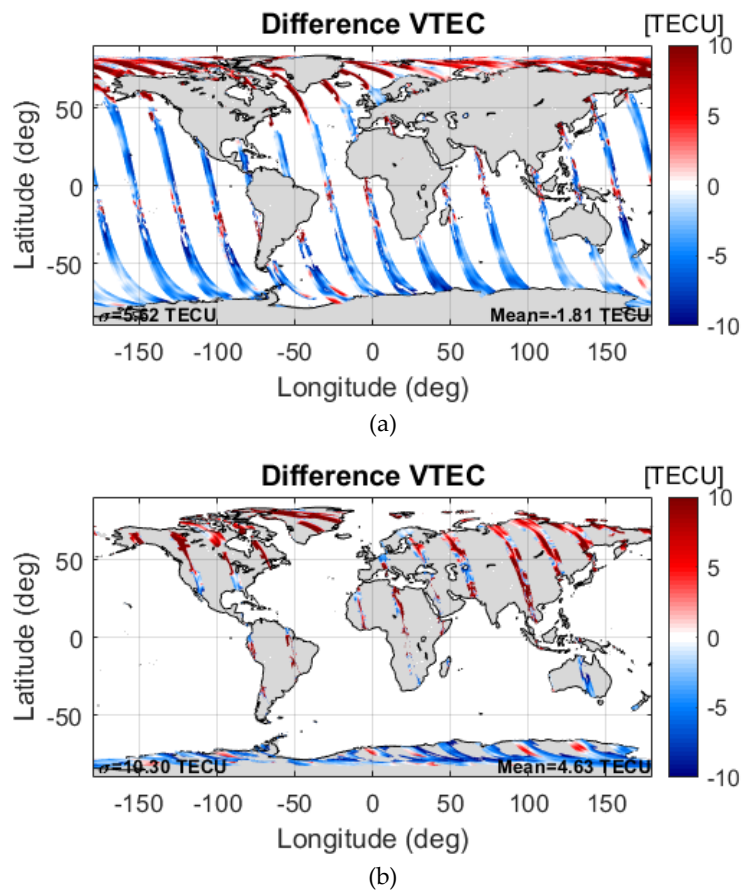 Difference VTEC
[TECU]
10
5
0
-5
-10
50
0
-50
Latitude (deg)
σ=5.62 TECU
Mean=-1.81 TECU
-150 -100 -50 0 50 100 150
Longitude (deg)
(a)
Difference VTEC
[TECU]
10
5
0
-5
-10
50
0
-50
Latitude (deg)
σ=10.30 TECU
Mean=4.63 TECU
-150 -100 -50 0 50 100 150
Longitude (deg)
(b)